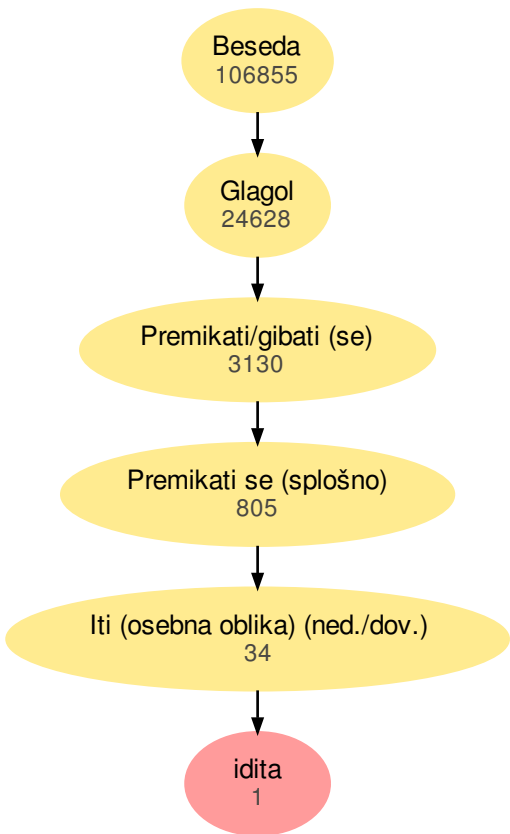 Beseda
106855
Glagol
24628
Premikati/gibati (se)
3130
Premikati se (splošno)
805
Iti (osebna oblika) (ned./dov.)
34
idita
1